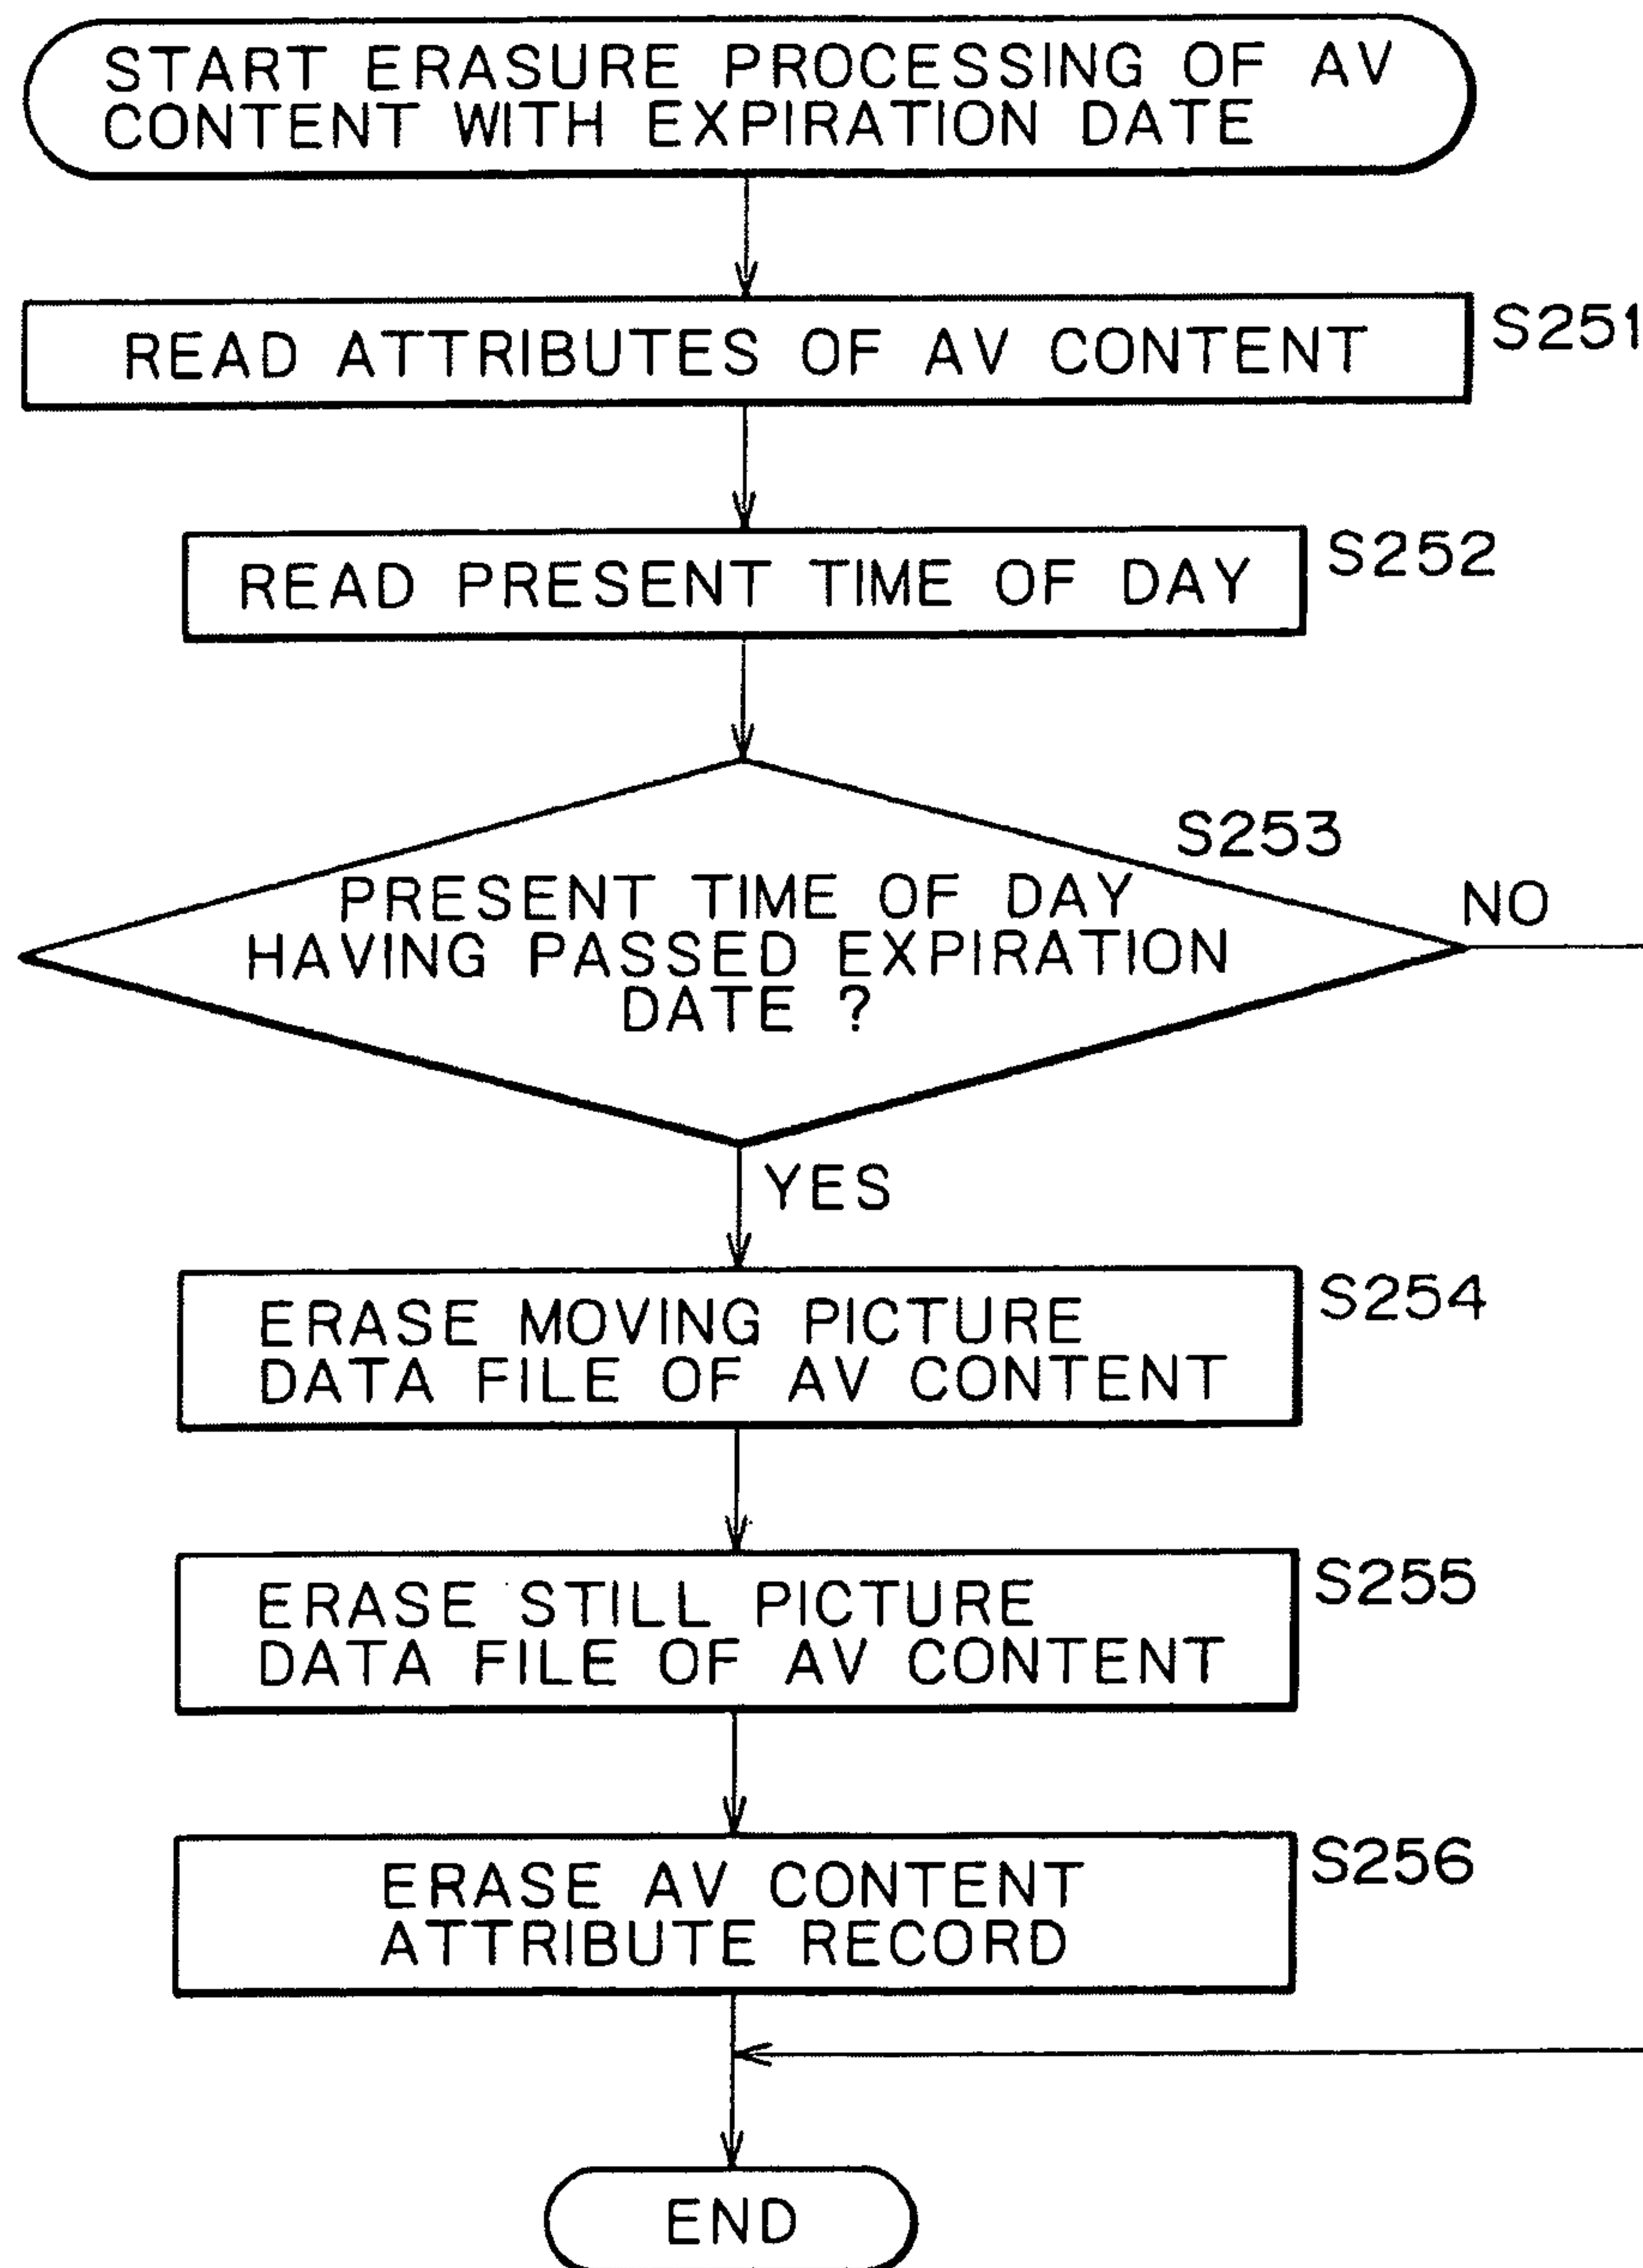 START ERASURE PROCESSING OF AV
CONTENT WITH EXPIRATION DATE
READ ATTRIBUTES OF AV CONTENT
S251
READ PRESENT TIME OF DAY
S252
S253
PRESENT TIME OF DAY
HAVING PASSED EXPIRATION
DATE ?
NO
YES
ERASE MOVING PICTURE
DATA FILE OF AV CONTENT
S254
ERASE STILL PICTURE
DATA FILE OF AV CONTENT
S255
ERASE AV CONTENT
ATTRIBUTE RECORD
S256
END